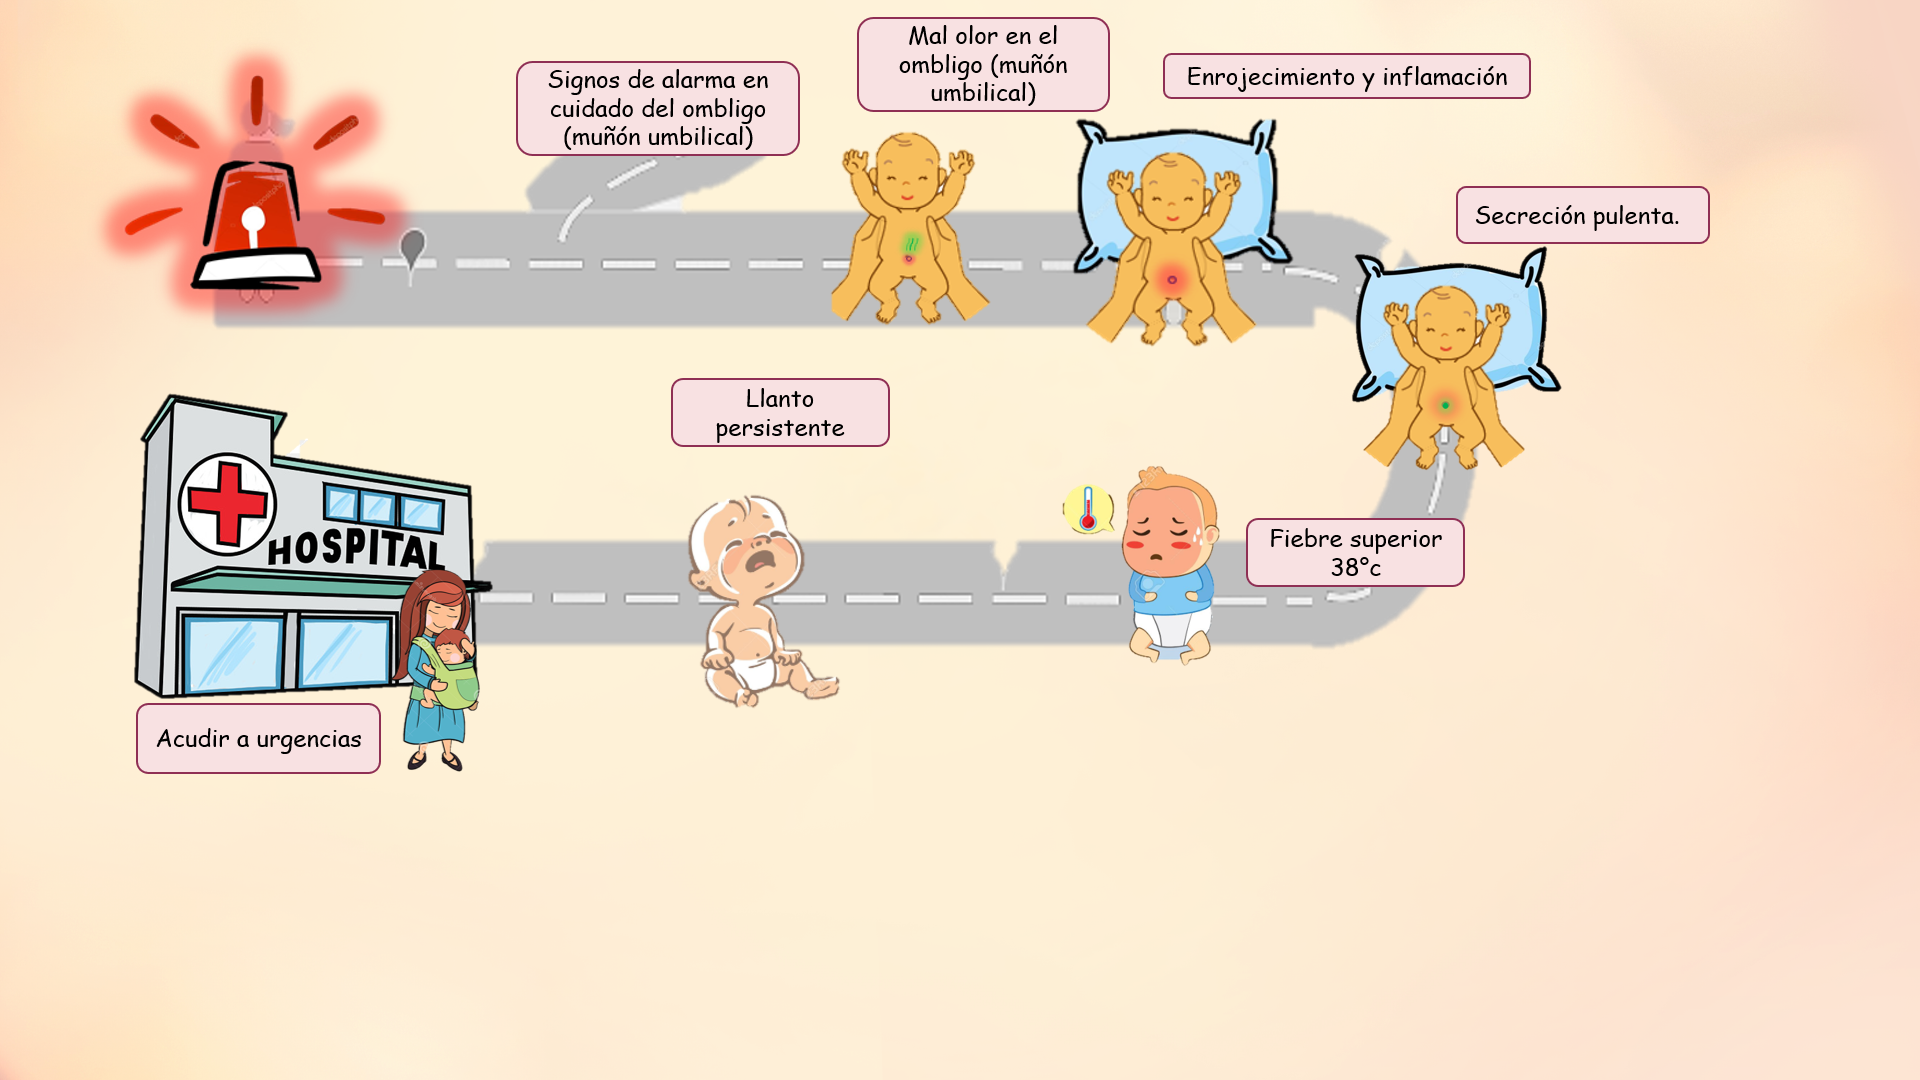 Signos de alarma en
cuidado del ombligo
(muñón umbilical)
Mal olor en el
ombligo (muñón
umbilical)
Enrojecimiento y inflamación
Secreción pulenta.
Fiebre superior
38°c
Llanto
persistente
HOSPITAL
Acudir a urgencias